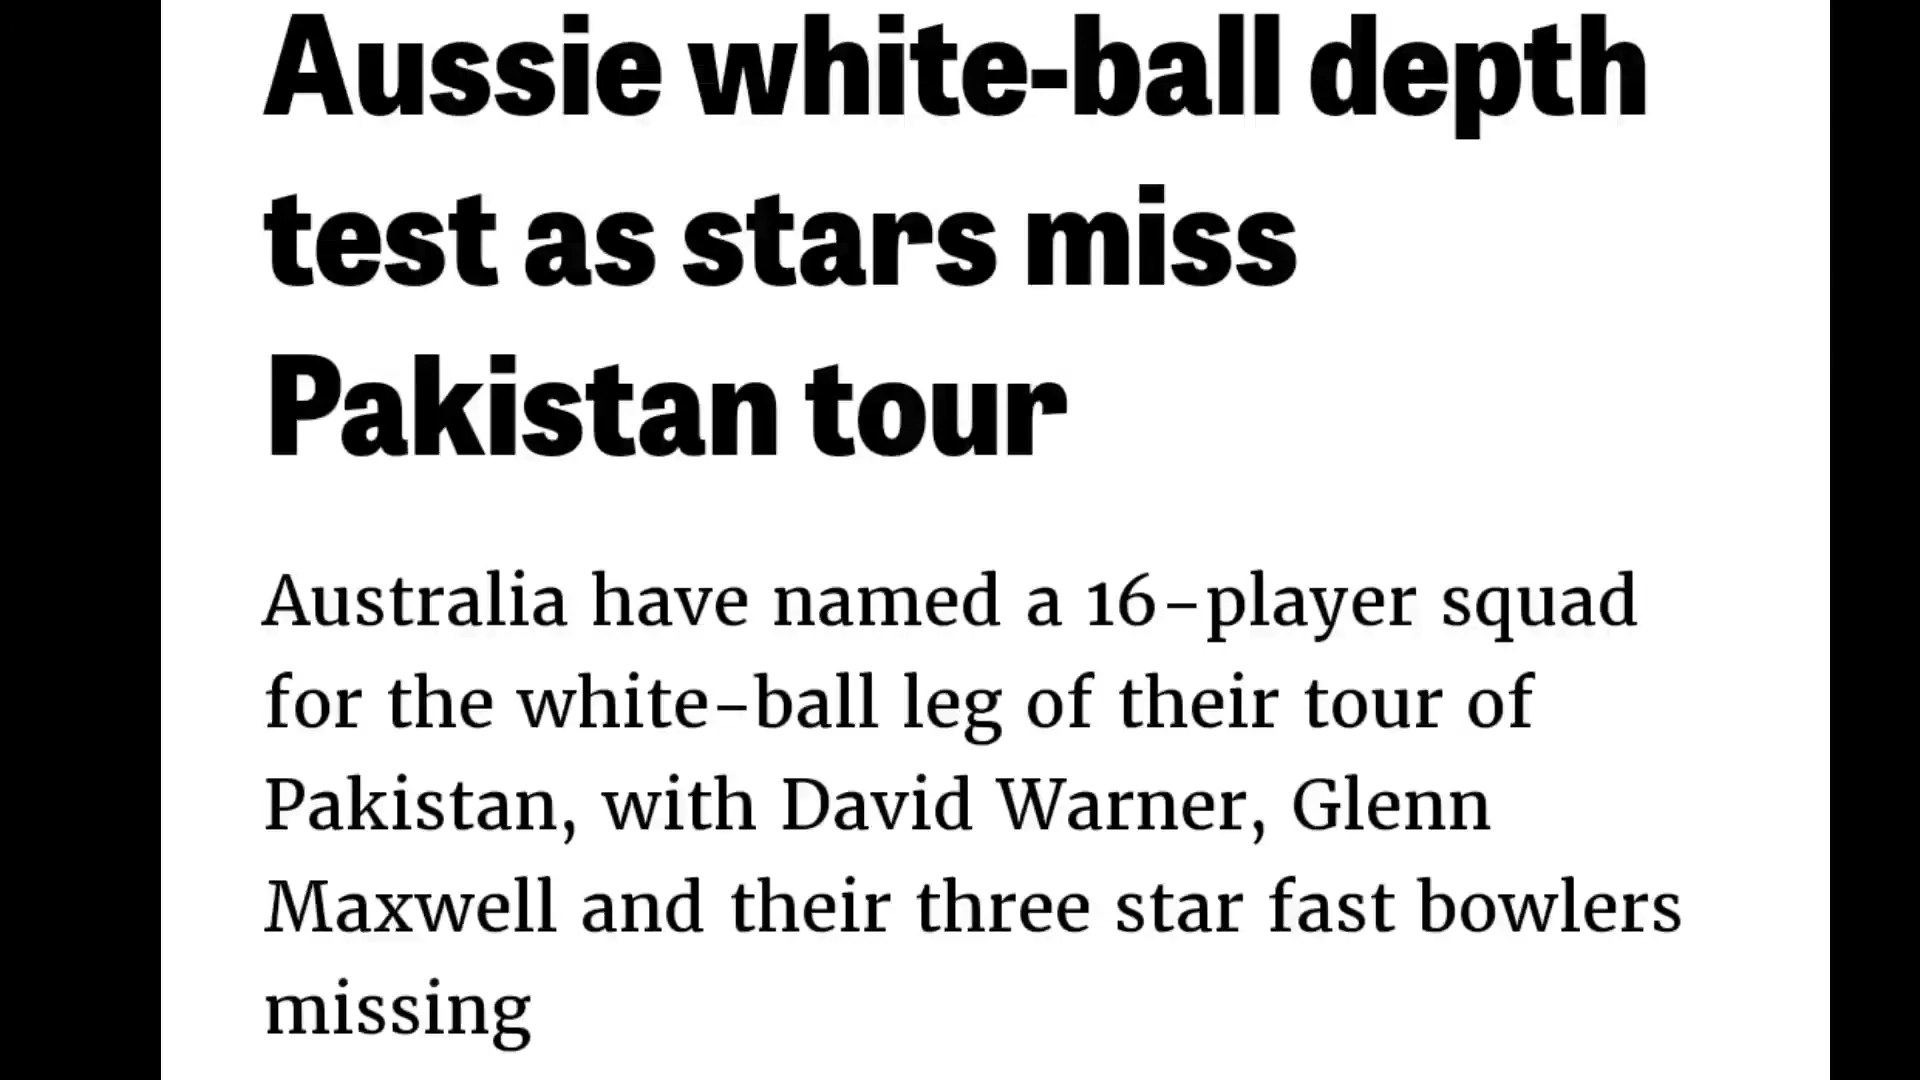 Aussie white-ball depth
test as stars miss
Pakistan tour
Australia have named a 16-player squad
for the white-ball leg of their tour of
Pakistan, with David Warner, Glenn
Maxwell and their three star fast bowlers
missing